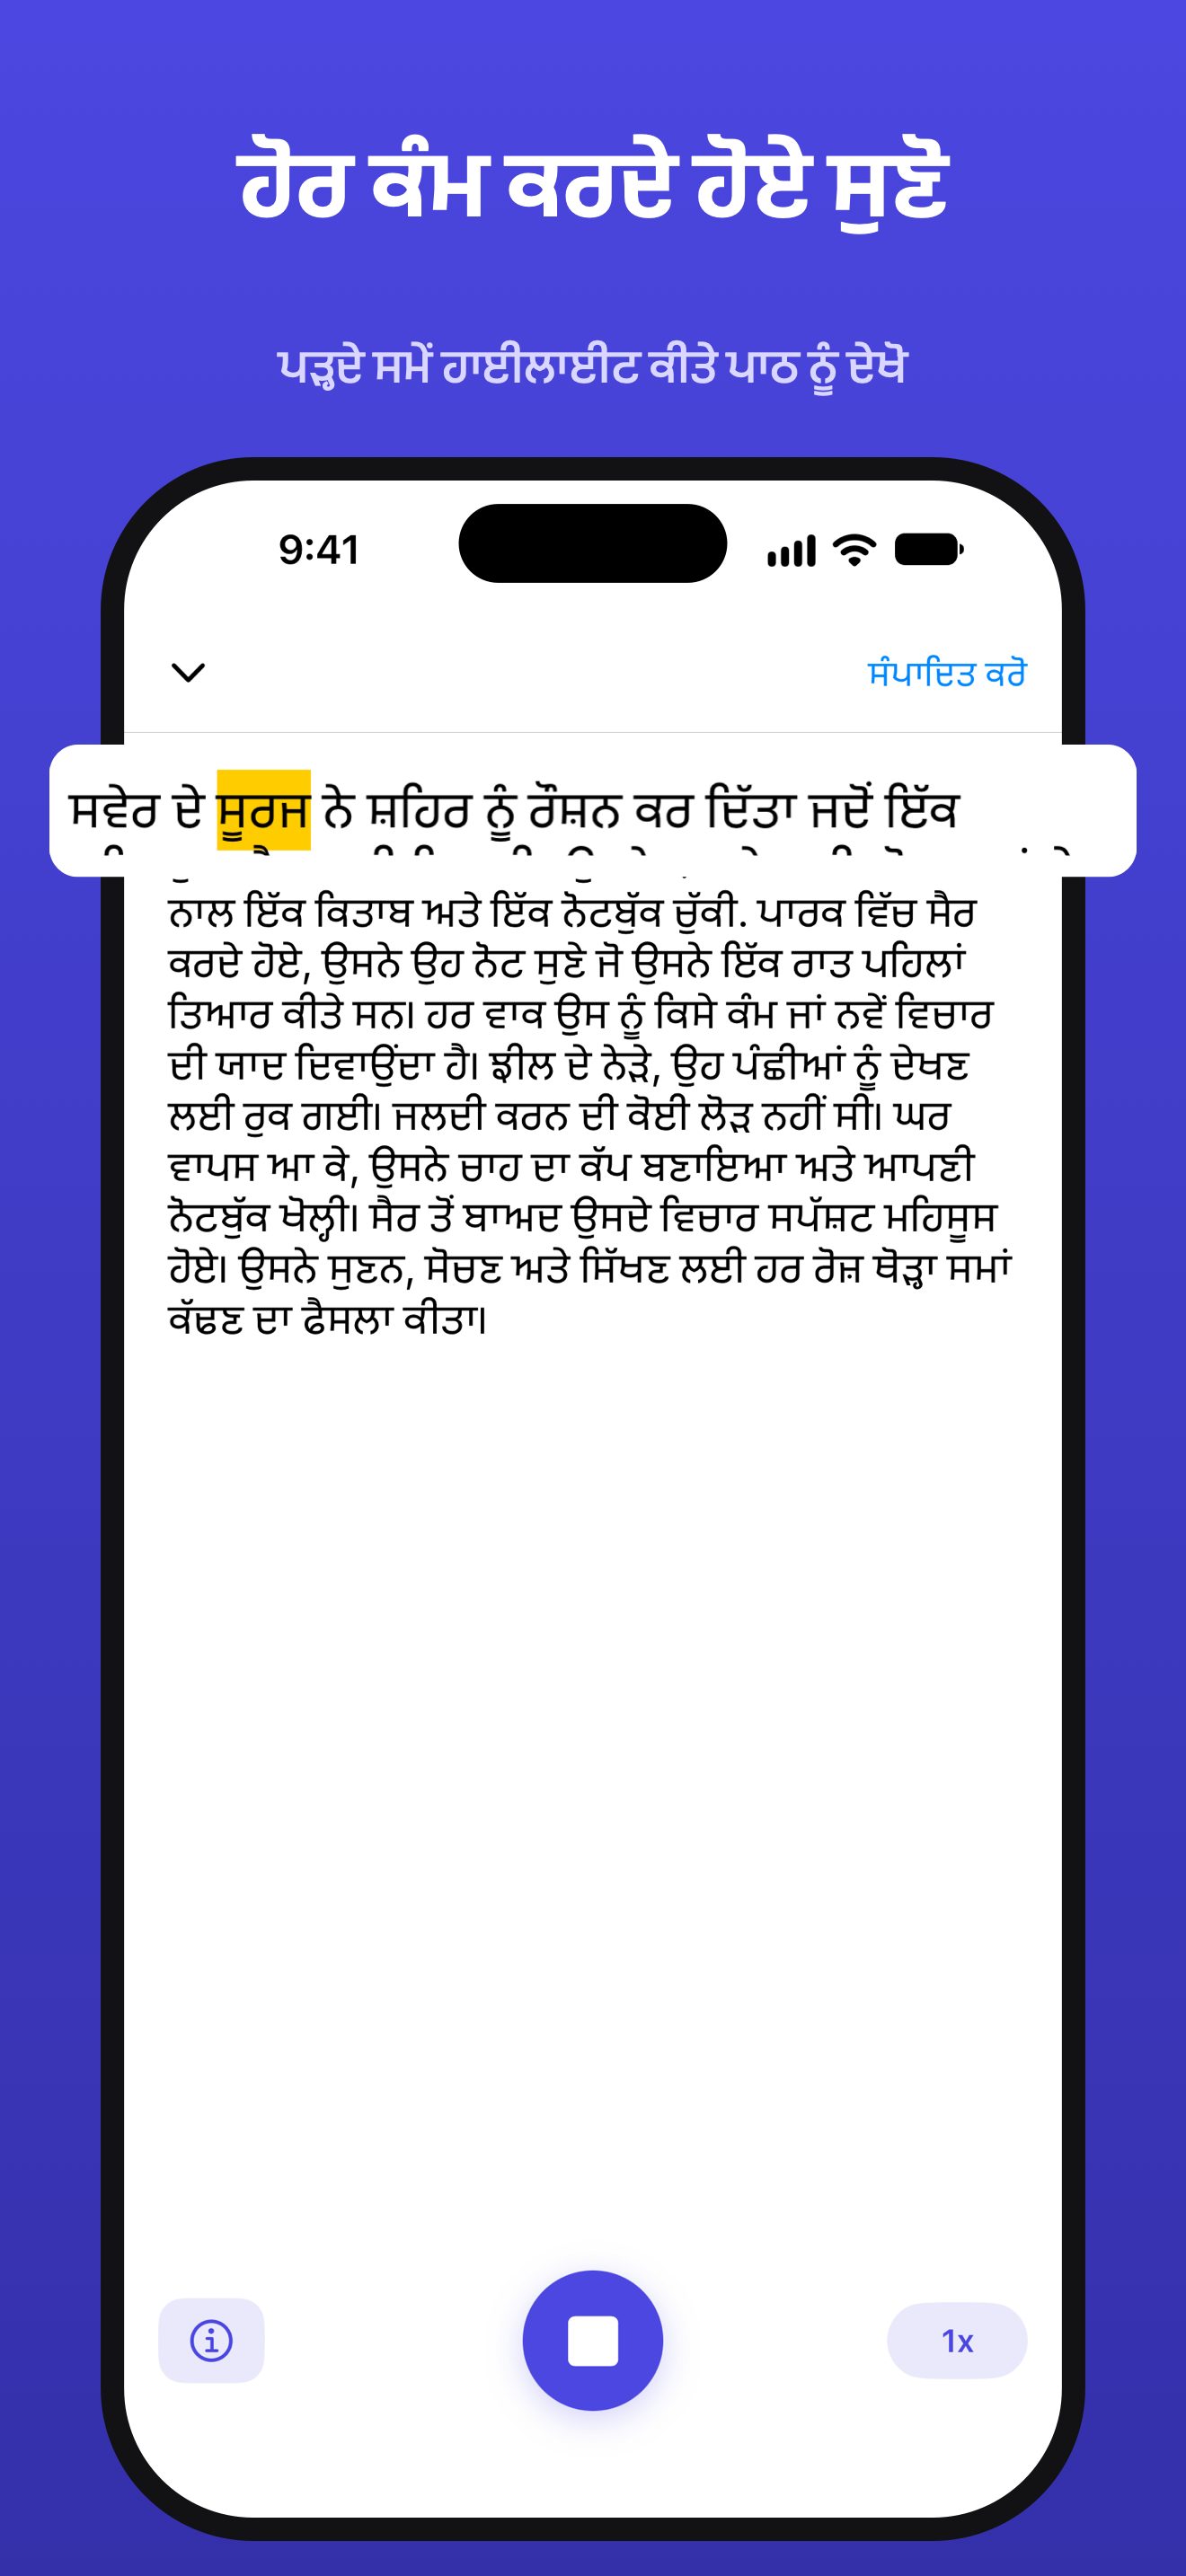 ਹੋਰ ਕੰਮ ਕਰਦੇ ਹੋਏ ਸੁਣੋ
ਪੜ੍ਹਦੇ ਸਮੇਂ ਹਾਈਲਾਈਟ ਕੀਤੇ ਪਾਠ ਨੂੰ ਦੇਖੋ
9:41
ਸੰਪਾਦਿਤ ਕਰੋ
ਸਵੇਰ ਦੇ ਸੂਰਜ ਨੇ ਸ਼ਹਿਰ ਨੂੰ ਰੌਸ਼ਨ ਕਰ ਦਿੱਤਾ ਜਦੋਂ ਇੱਕ
ਨਾਲ ਇੱਕ ਕਿਤਾਬ ਅਤੇ ਇੱਕ ਨੋਟਬੁੱਕ ਚੁੱਕੀ. ਪਾਰਕ ਵਿੱਚ ਸੈਰ
ਕਰਦੇ ਹੋਏ, ਉਸਨੇ ਉਹ ਨੋਟ ਸੁਣੇ ਜੋ ਉਸਨੇ ਇੱਕ ਰਾਤ ਪਹਿਲਾਂ
ਤਿਆਰ ਕੀਤੇ ਸਨ। ਹਰ ਵਾਕ ਉਸ ਨੂੰ ਕਿਸੇ ਕੰਮ ਜਾਂ ਨਵੇਂ ਵਿਚਾਰ
ਦੀ ਯਾਦ ਦਿਵਾਉਂਦਾ ਹੈ। ਝੀਲ ਦੇ ਨੇੜੇ, ਉਹ ਪੰਛੀਆਂ ਨੂੰ ਦੇਖਣ
ਲਈ ਰੁਕ ਗਈ। ਜਲਦੀ ਕਰਨ ਦੀ ਕੋਈ ਲੋੜ ਨਹੀਂ ਸੀ। ਘਰ
ਵਾਪਸ ਆ ਕੇ, ਉਸਨੇ ਚਾਹ ਦਾ ਕੱਪ ਬਣਾਇਆ ਅਤੇ ਆਪਣੀ
ਨੋਟਬੁੱਕ ਖੋਲ੍ਹੀ। ਸੈਰ ਤੋਂ ਬਾਅਦ ਉਸਦੇ ਵਿਚਾਰ ਸਪੱਸ਼ਟ ਮਹਿਸੂਸ
ਹੋਏ। ਉਸਨੇ ਸੁਣਨ, ਸੋਚਣ ਅਤੇ ਸਿੱਖਣ ਲਈ ਹਰ ਰੋਜ਼ ਥੋੜ੍ਹਾ ਸਮਾਂ
ਕੱਢਣ ਦਾ ਫੈਸਲਾ ਕੀਤਾ।
1x